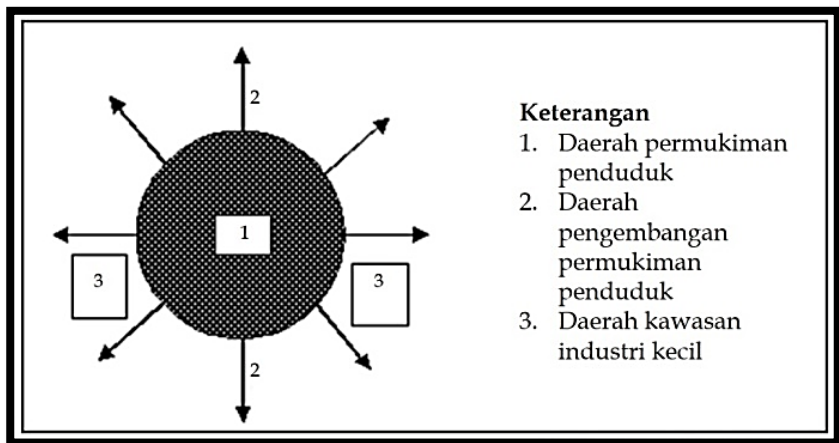 2
1
3
3
2
Keterangan
1. Daerah permukiman
penduduk
2. Daerah
pengembangan
permukiman
penduduk
3. Daerah kawasan
industri kecil